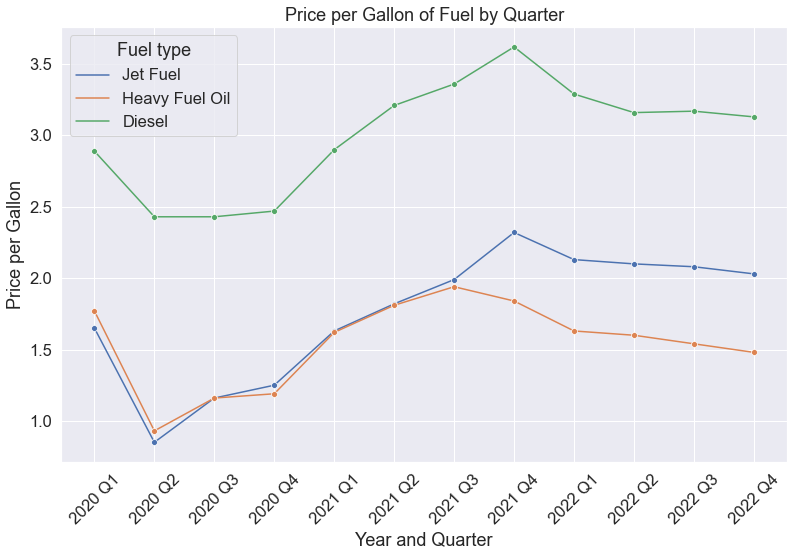 Price per Gallon of Fuel by Quarter
Fuel type
Jet Fuel
Heavy Fuel Oil
Diesel
Price per Gallon
3.5
3.0
2.5
2.0
1.5
1.0
2020 Q1
2020 Q2
2020 Q3
2020 Q4
2021 Q1
2021 Q2
2021 Q3
2021 Q4
2022 Q1
2022 Q2
2022 Q3
2022 Q4
Year and Quarter